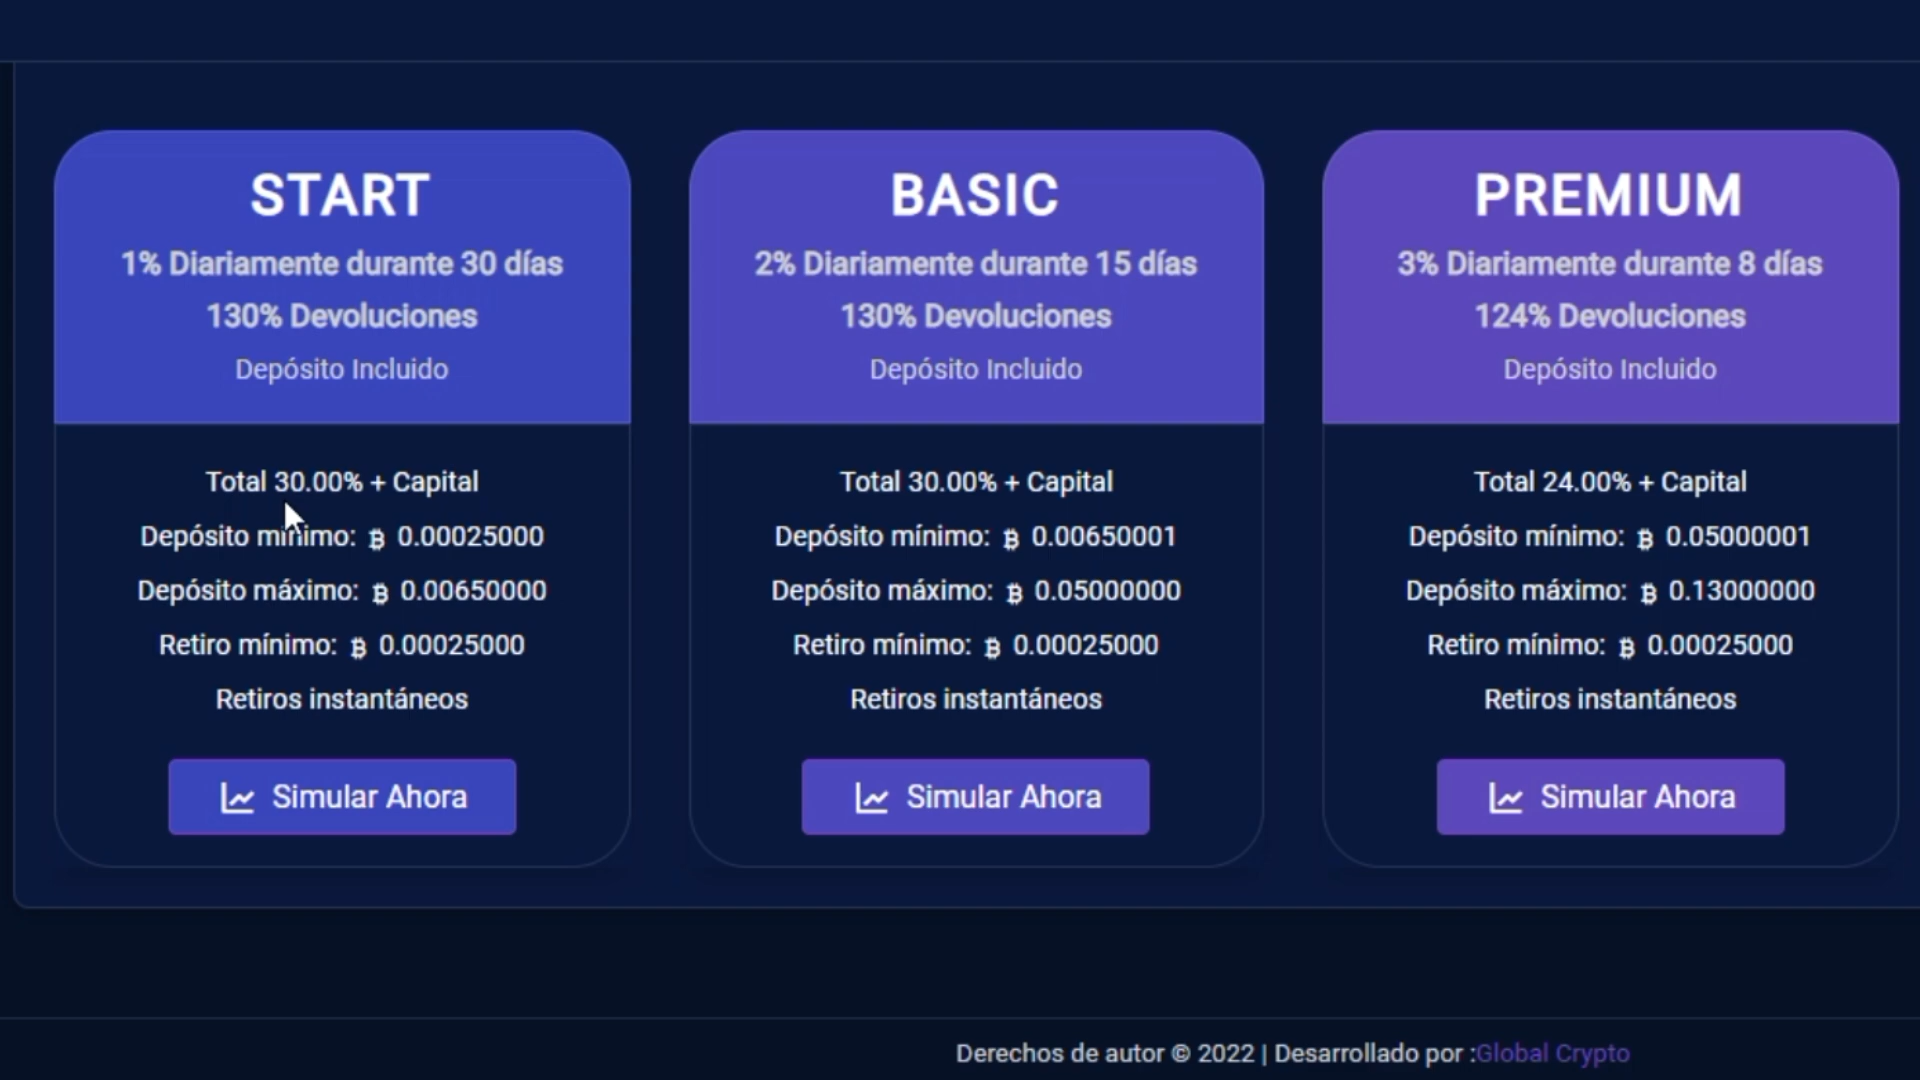 START
1% Diariamente durante 30 días
130% Devoluciones
Depósito Incluido
Total 30.00% + Capital
Depósito mínimo: ₿ 0.00025000
Depósito máximo: ₿ 0.00650000
Retiro mínimo: ₿ 0.00025000
Retiros instantáneos
Simular Ahora
BASIC
2% Diariamente durante 15 días
130% Devoluciones
Depósito Incluido
Total 30.00% + Capital
Depósito mínimo: ₿ 0.00650001
Depósito máximo: ₿ 0.05000000
Retiro mínimo: ₿ 0.00025000
Retiros instantáneos
Simular Ahora
PREMIUM
3% Diariamente durante 8 días
124% Devoluciones
Depósito Incluido
Total 24.00% + Capital
Depósito mínimo: ₿ 0.05000001
Depósito máximo: ₿ 0.13000000
Retiro mínimo: ₿ 0.00025000
Retiros instantáneos
Simular Ahora
Derechos de autor © 2022 | Desarrollado por :Global Crypto